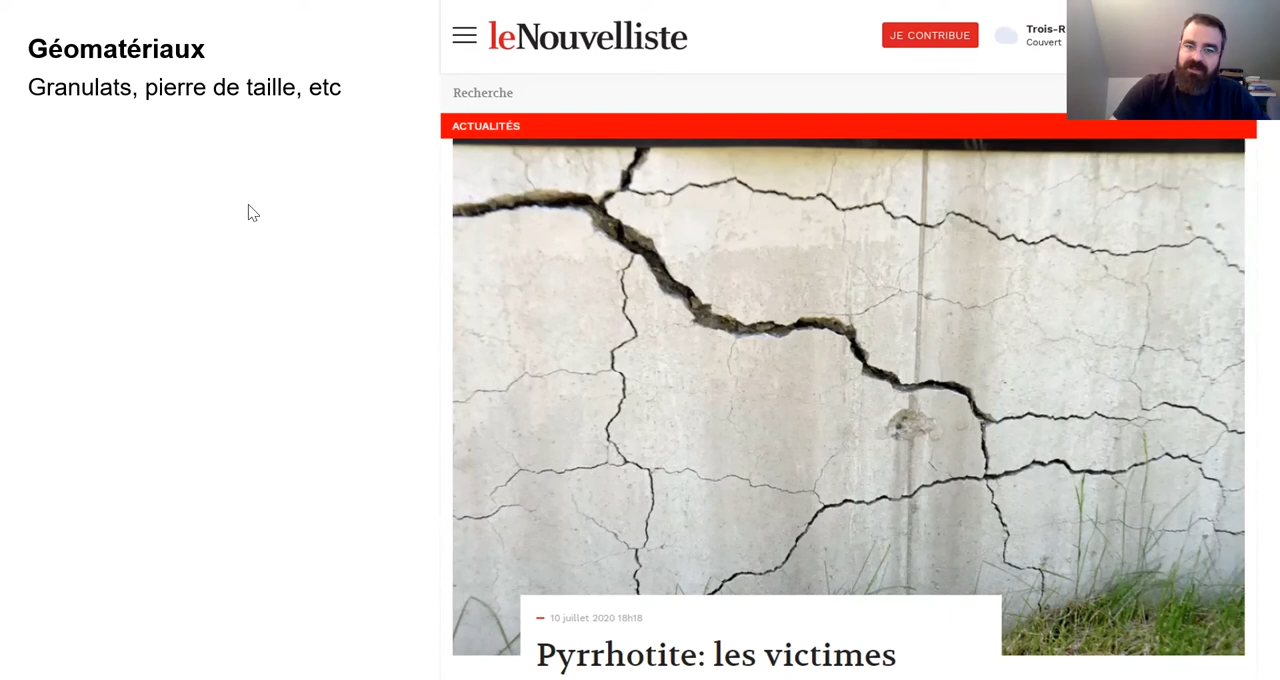 Géomatériaux
Granulats, pierre de taille, etc
leNouvelliste
JE CONTRIBUE
Trois-R
Couvert
Recherche
ACTUALITÉS
10 juillet 2020 18h18
Pyrrhotite: les victimes